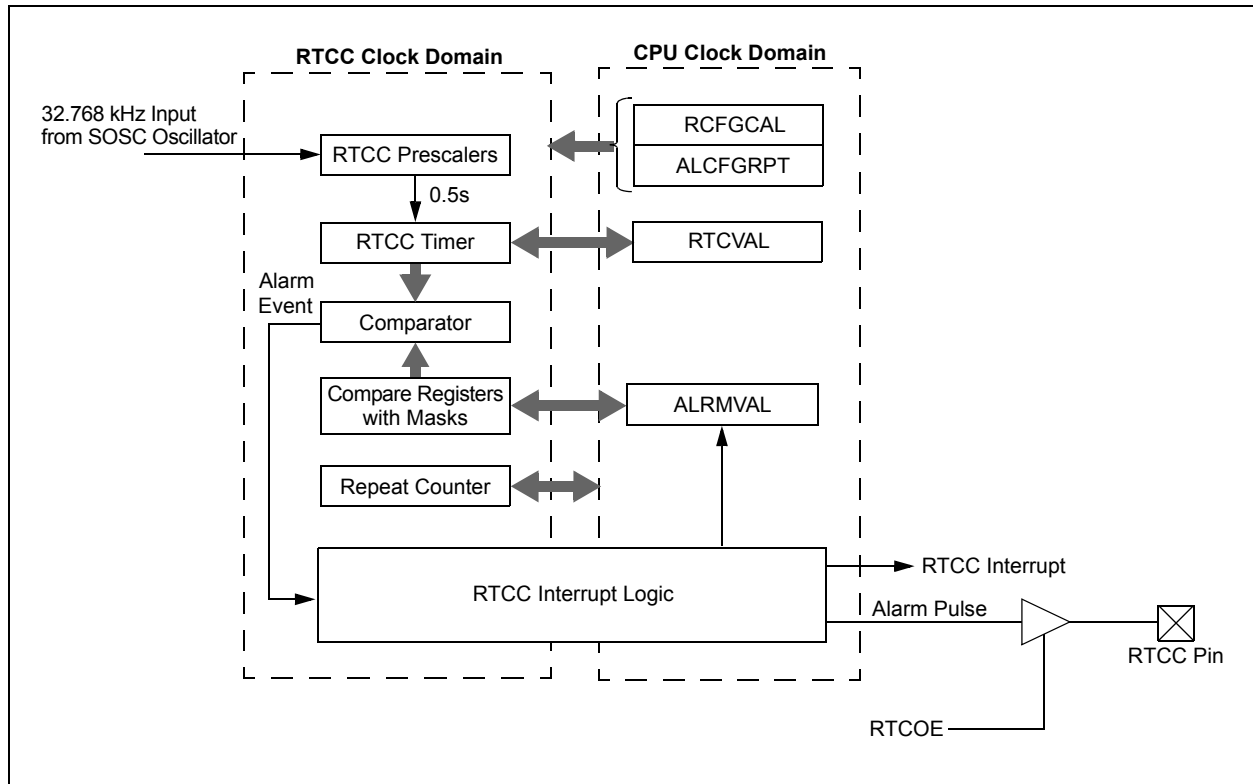 RTCC Clock Domain
CPU Clock Domain
32.768 kHz Input
from SOSC Oscillator
RCFGCAL
RTCC Prescalers
ALCFGRPT
0.5s
RTCC Timer
RTCVAL
Alarm
Event
Comparator
Compare Registers
with Masks
ALRMVAL
Repeat Counter
RTCC Interrupt
RTCC Interrupt Logic
Alarm Pulse
RTCC Pin
RTCOE